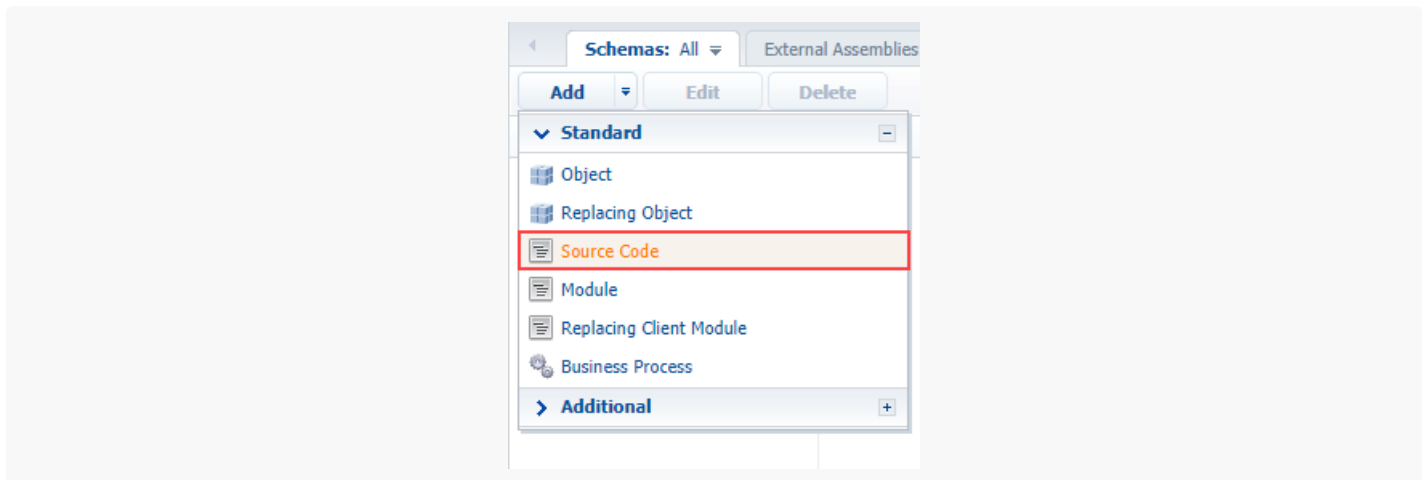 Schemas: All External Assemblies
Add Edit Delete
Standard
Object
Replacing Object
Source Code
Module
Replacing Client Module
Business Process
Additional